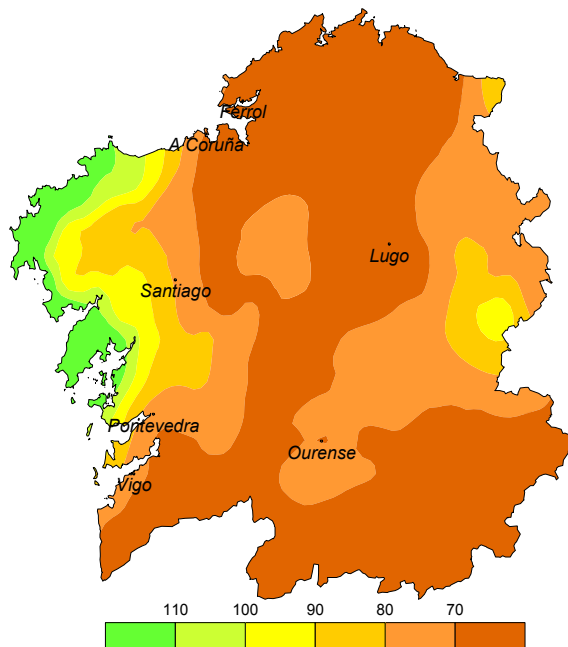 Ferrol
A Coruña
Lugo
Santiago
Pontevedra
Ourense
Vigo
110 100 90 80 70